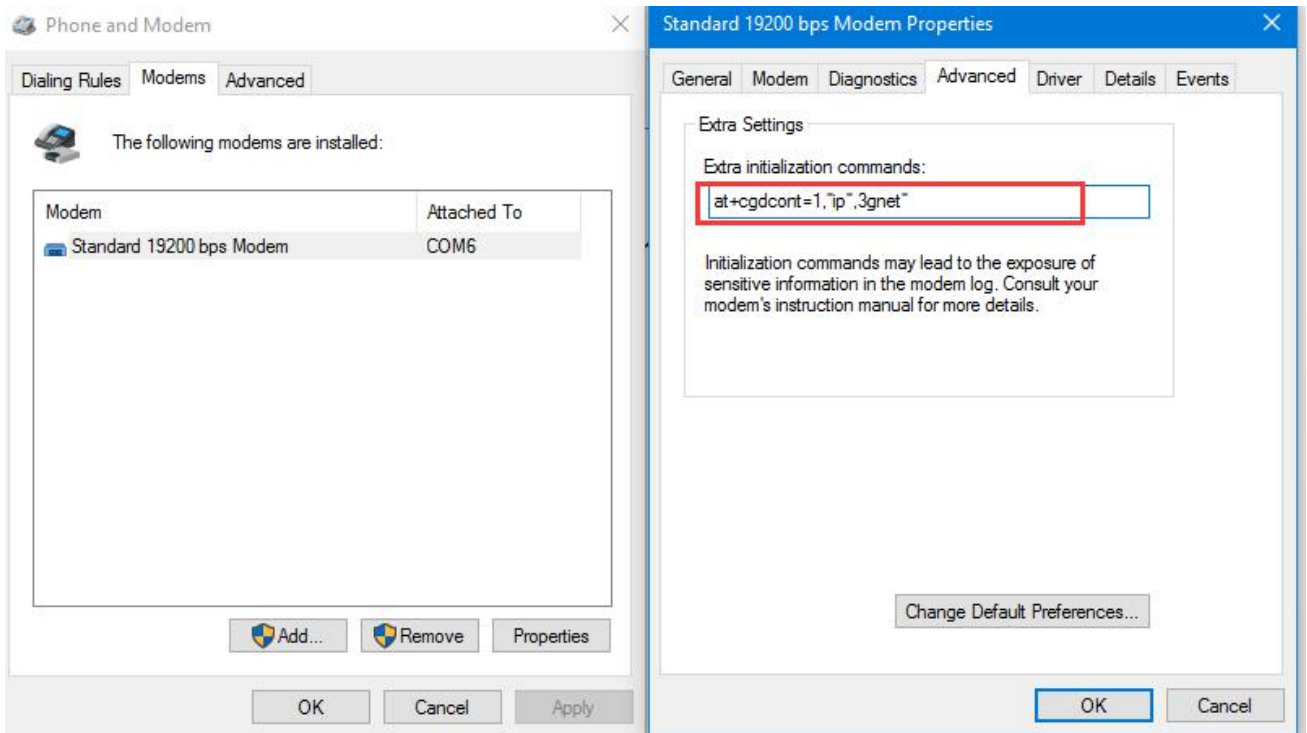 Phone and Modem
Dialing Rules Modems Advanced
The following modems are installed:
Modem Attached To
Standard 19200 bps Modem COM6
Add... Remove Properties
OK Cancel Apply
Standard 19200 bps Modem Properties
General Modem Diagnostics Advanced Driver Details Events
Extra Settings
Extra initialization commands:
at+cgdcont=1,"ip",3gnet"
Initialization commands may lead to the exposure of
sensitive information in the modem log. Consult your
modem's instruction manual for more details.
Change Default Preferences...
OK Cancel